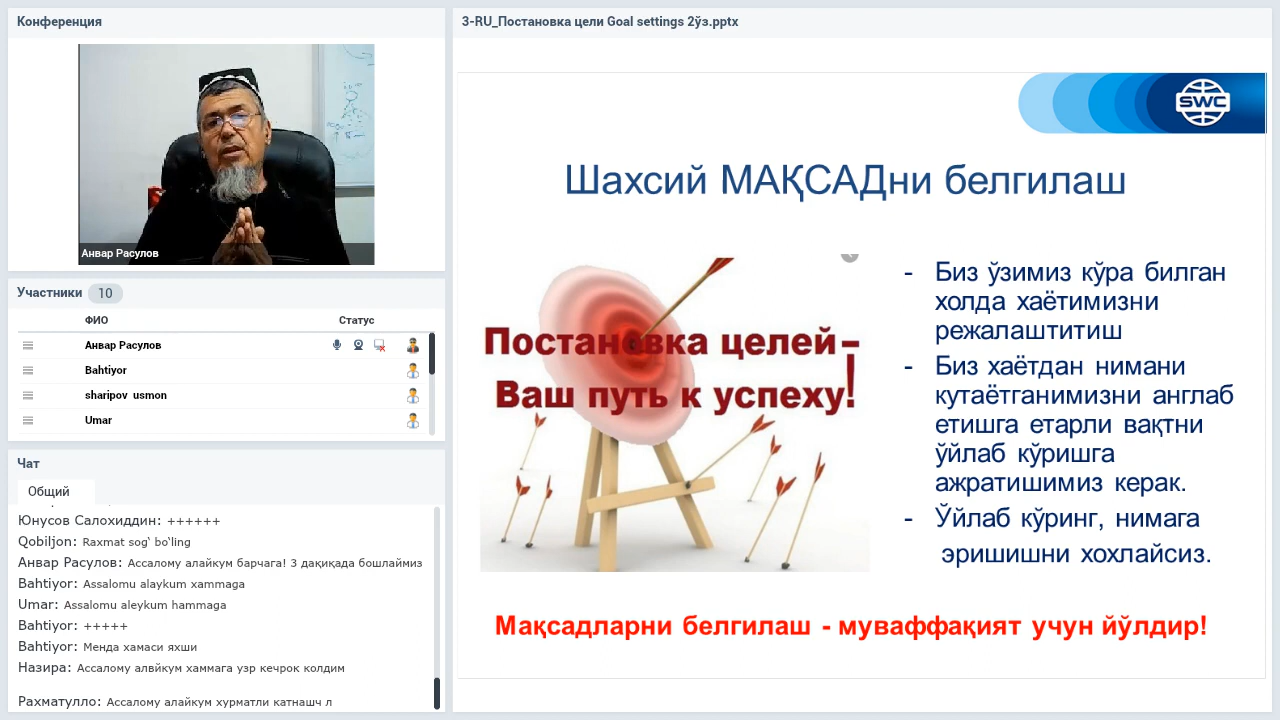 Конференция
Анвар Расулов
Участники 10
ФИО Статус
Анвар Расулов
Bahtiyor
sharipov usmon
Umar
Чат
Общий
Юнусов Салохиддин: ++++++
Qobiljon: Raxmat sog' bo'ling
Анвар Расулов: Ассалому алайкум барчага! 3 дақиқада бошлаймиз
Bahtiyor: Assalomu alaykum xammaga
Umar: Assalomu aleykum hammaga
Bahtiyor: +++++
Bahtiyor: Менда хамаси яхши
Назира: Ассалому алвйкум хаммага узр кечрок колдим
Рахматулло: Ассалому алайкум хурматли катнашч л
3-RU_Постановка цели Goal settings 2ўз.pptx
SWC
Шахсий МАҚСАДни белгилаш
Постановка целей–
Ваш путь к успеху!
- Биз ўзимиз кўра билган
холда хаётимизни
режалаштитиш
- Биз хаётдан нимани
кутаётганимизни англаб
етишга етарли вақтни
ўйлаб кўришга
ажратишимиз керак.
- Ўйлаб кўринг, нимага
эришишни хохлайсиз.
Мақсадларни белгилаш - муваффақият учун йўлдир!